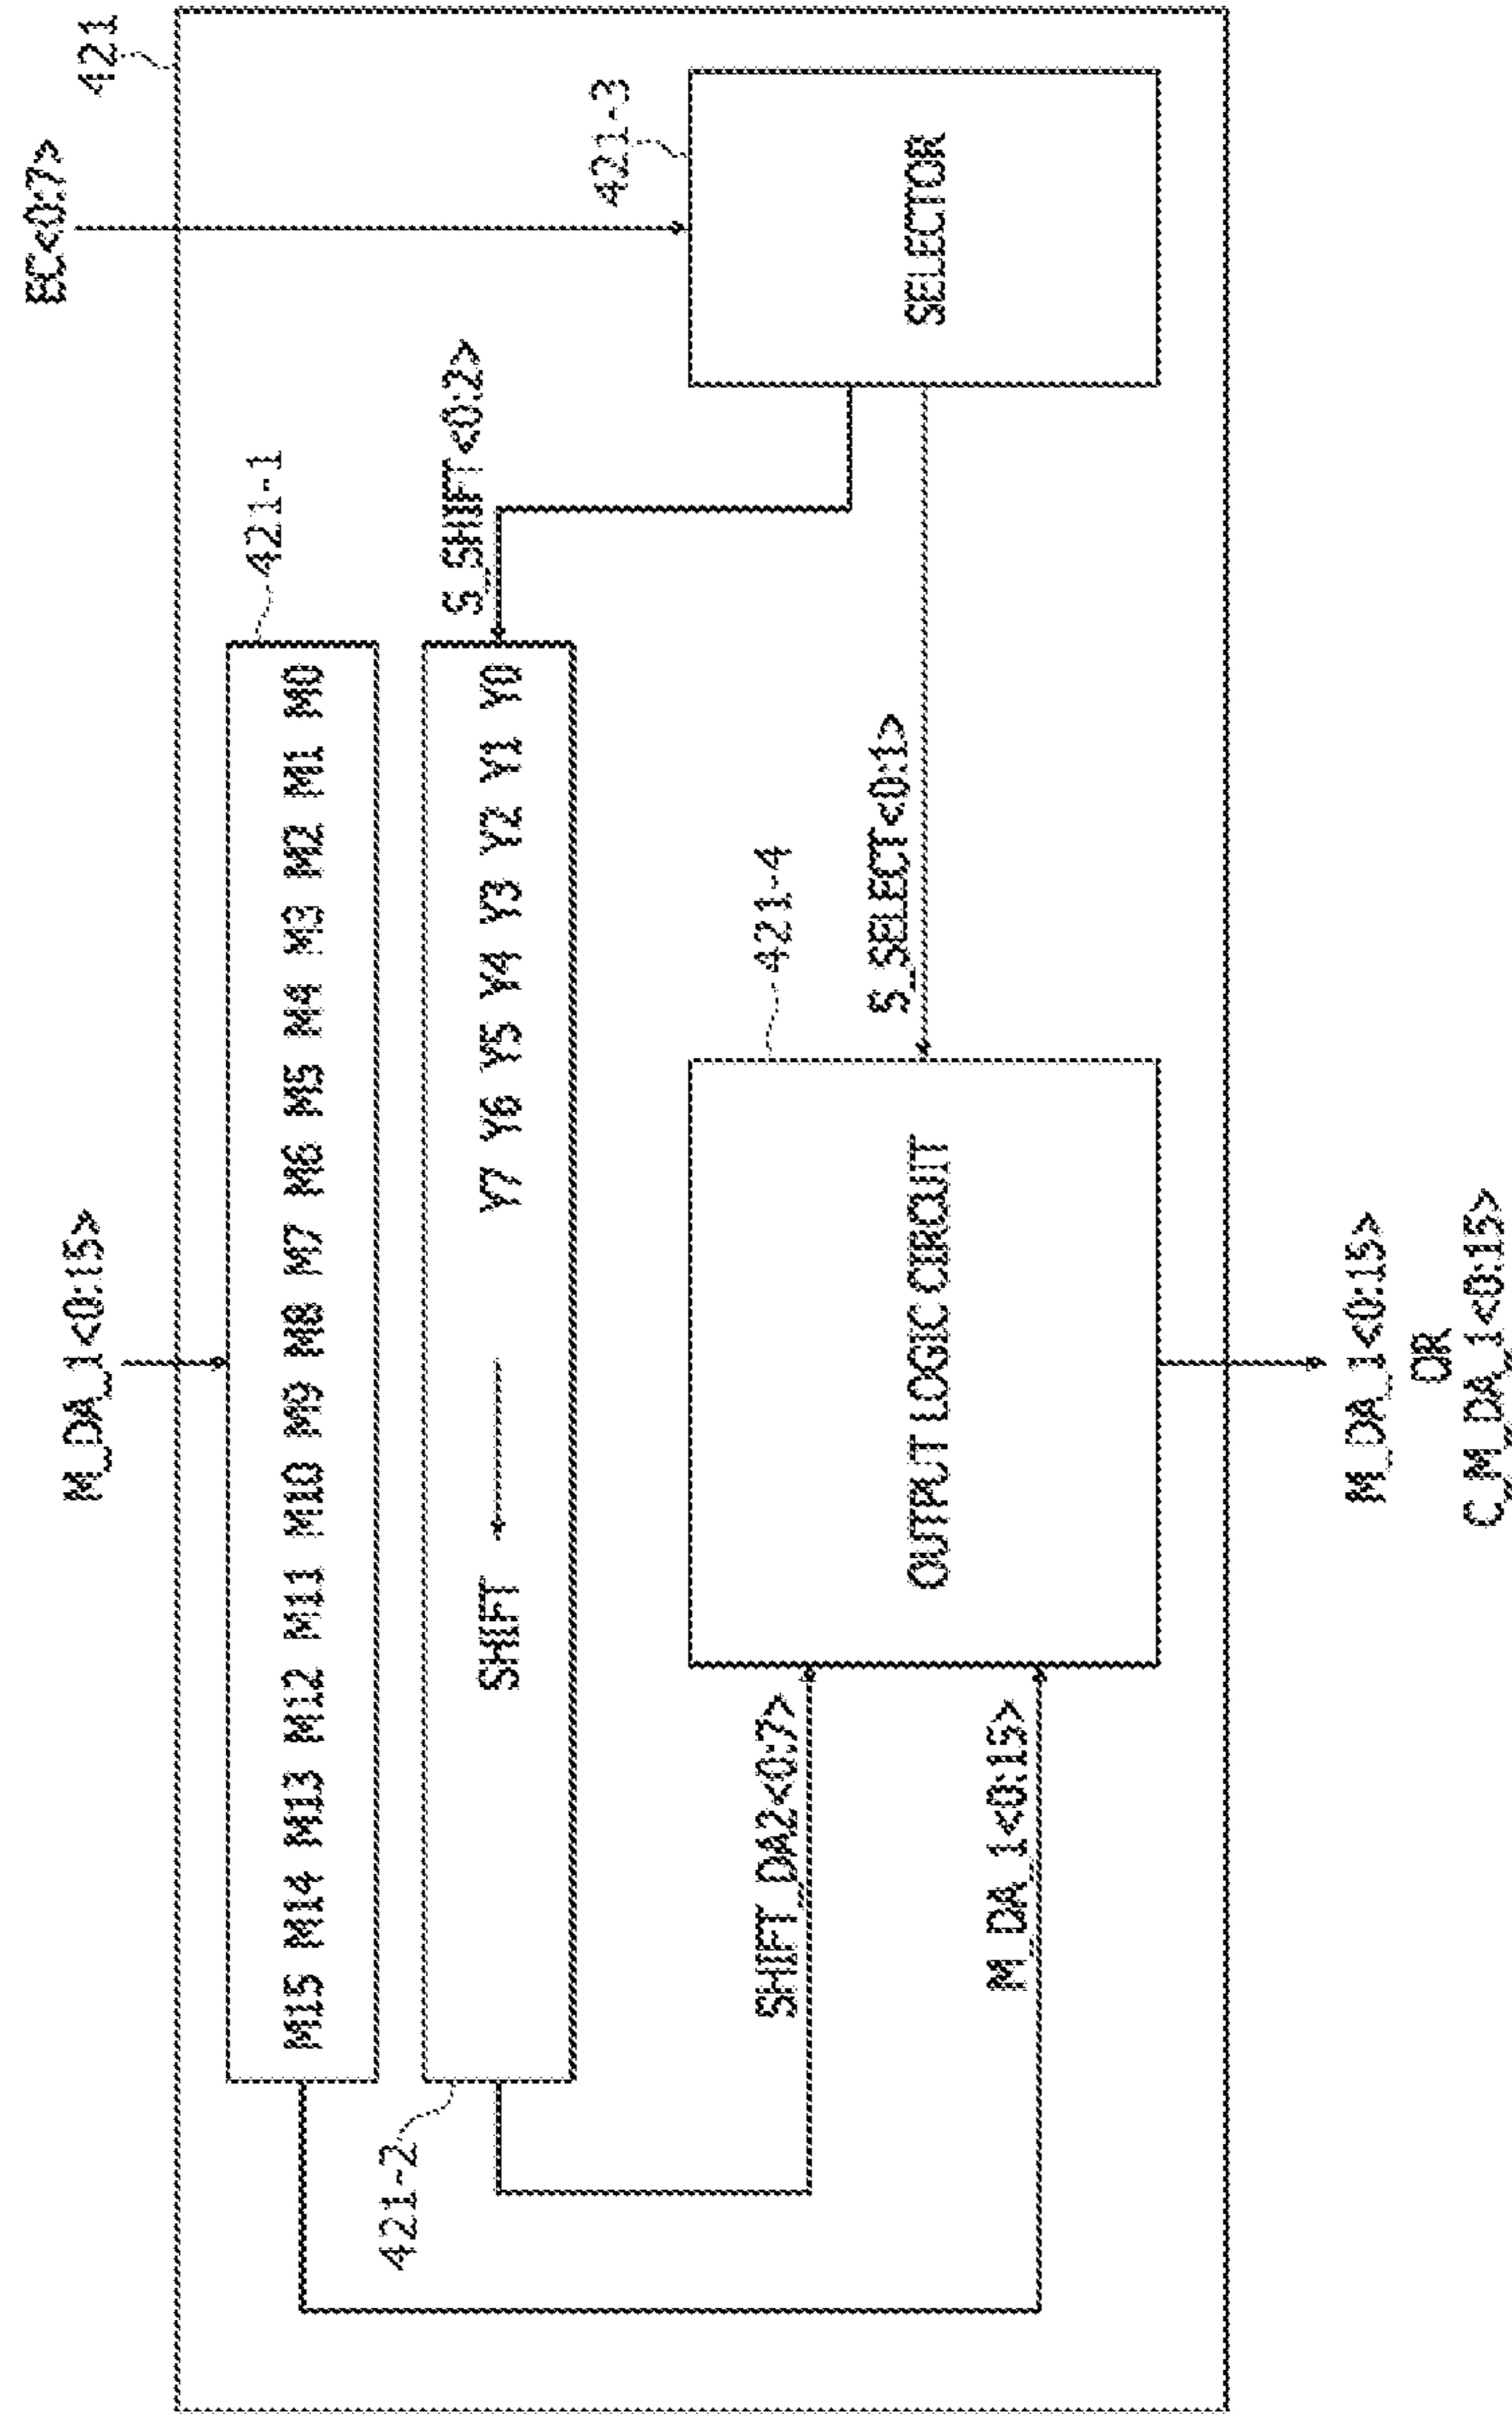 421
EC<0:7>
M_DA_1<0:15>
421-1
M15 M14 M13 M12 M11 M10 M9 M8 M7 M6 M5 M4 M3 M2 M1 M0
421-2
SHIFT
Y7 Y6 Y5 Y4 Y3 Y2 Y1 Y0
S_SHIFT<0:2>
421-3
SELECTOR
421-4
OUTPUT LOGIC CIRCUIT
S_SELECT<0:1>
SHIFT_DA2<0:7>
M_DA_1<0:15>
M_DA_1<0:15>
OR
C_M_DA_1<0:15>